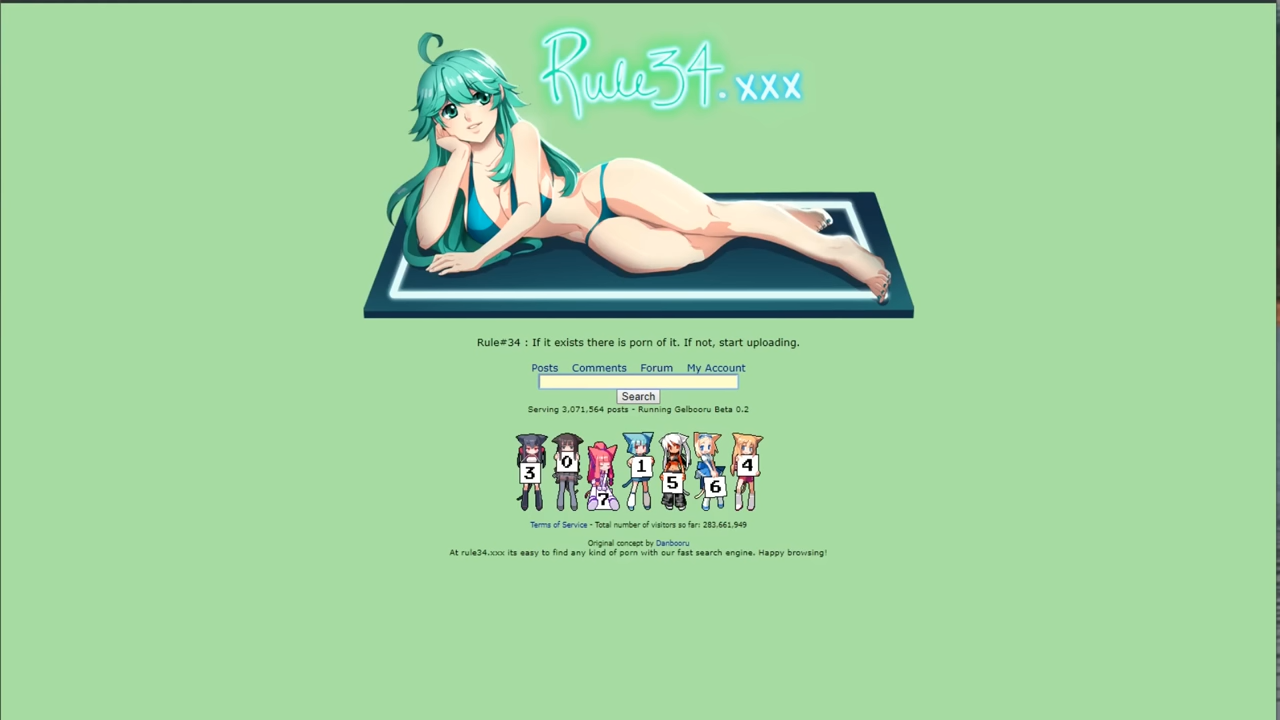 Rule34.xxx
Rule#34 : If it exists there is porn of it. If not, start uploading.
Posts Comments Forum My Account
Search
Serving 3,071,564 posts - Running Gelbooru Beta 0.2
3 0 7 1 5 6 4
Terms of Service - Total number of visitors so far: 283,661,949
Original concept by Danbooru
At rule34.xxx its easy to find any kind of porn with our fast search engine. Happy browsing!